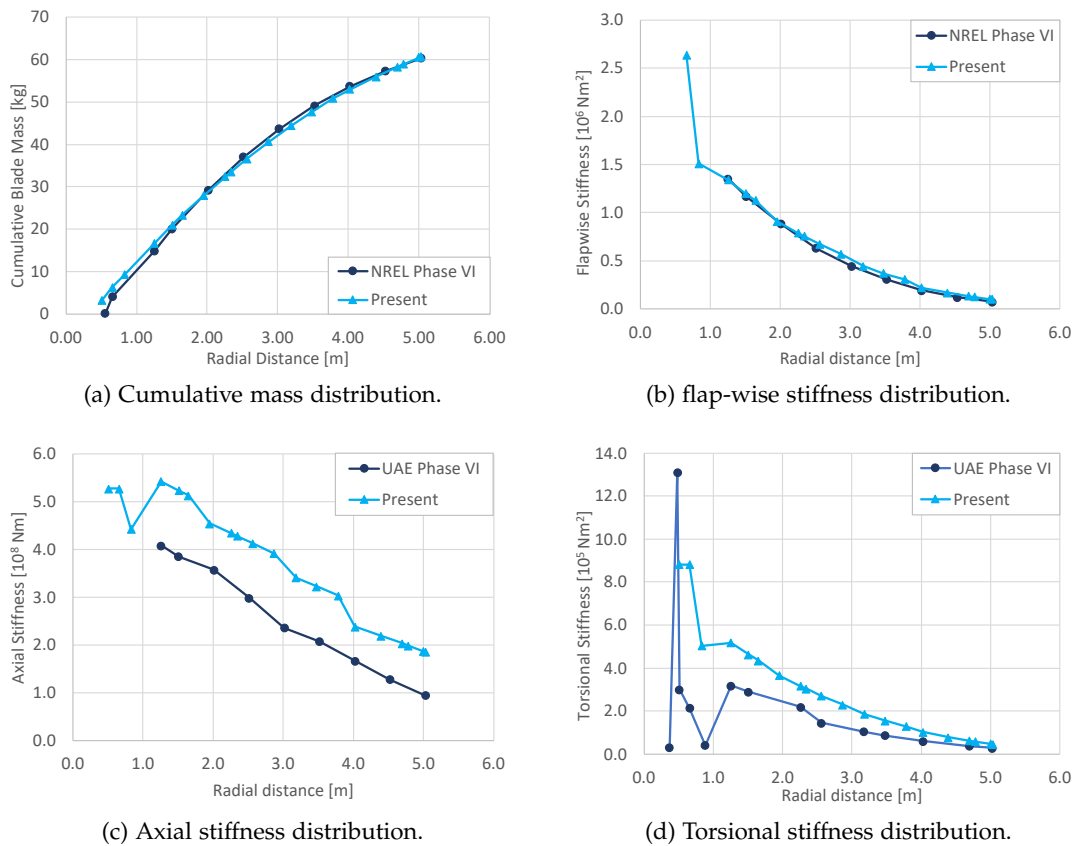 70
60
50
40
30
20
10
0
Cumulative Blade Mass [kg]
NREL Phase VI
Present
0.00 1.00 2.00 3.00 4.00 5.00 6.00
Radial Distance [m]
(a) Cumulative mass distribution.
3.0
2.5
2.0
1.5
1.0
0.5
0.0
Flapwise Stiffness [10⁶ Nm²]
NREL Phase VI
Present
0.0 1.0 2.0 3.0 4.0 5.0 6.0
Radial distance [m]
(b) flap-wise stiffness distribution.
6.0
5.0
4.0
3.0
2.0
1.0
0.0
Axial Stiffness [10⁸ Nm]
UAE Phase VI
Present
0.0 1.0 2.0 3.0 4.0 5.0 6.0
Radial distance [m]
(c) Axial stiffness distribution.
14.0
12.0
10.0
8.0
6.0
4.0
2.0
0.0
Torsional Stiffness [10⁵ Nm²]
UAE Phase VI
Present
0.0 1.0 2.0 3.0 4.0 5.0 6.0
Radial distance [m]
(d) Torsional stiffness distribution.